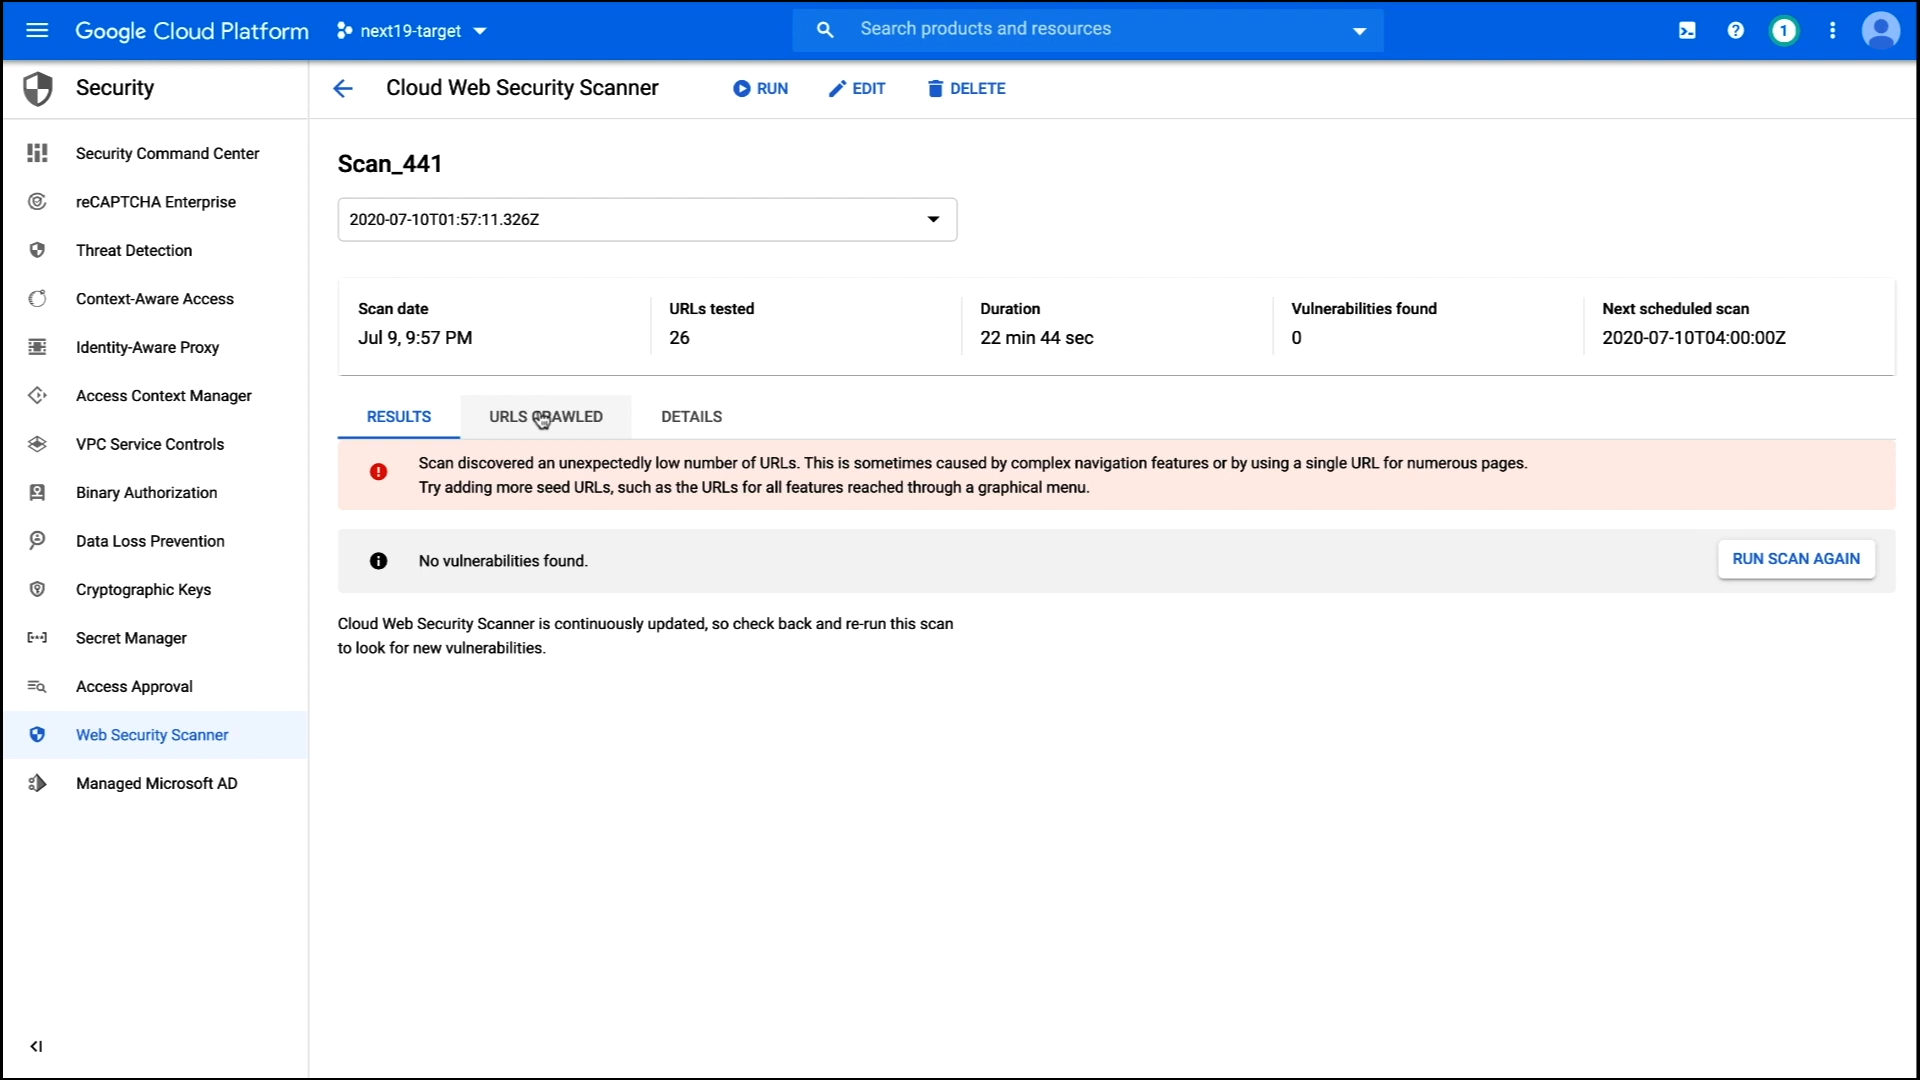 Google Cloud Platform
next19-target
Search products and resources
1
Security
Cloud Web Security Scanner
RUN
EDIT
DELETE
Security Command Center
reCAPTCHA Enterprise
Threat Detection
Context-Aware Access
Identity-Aware Proxy
Access Context Manager
VPC Service Controls
Binary Authorization
Data Loss Prevention
Cryptographic Keys
Secret Manager
Access Approval
Web Security Scanner
Managed Microsoft AD
Scan_441
2020-07-10T01:57:11.326Z
Scan date
Jul 9, 9:57 PM
URLs tested
26
Duration
22 min 44 sec
Vulnerabilities found
0
Next scheduled scan
2020-07-10T04:00:00Z
RESULTS
URLS CRAWLED
DETAILS
Scan discovered an unexpectedly low number of URLs. This is sometimes caused by complex navigation features or by using a single URL for numerous pages.
Try adding more seed URLs, such as the URLs for all features reached through a graphical menu.
No vulnerabilities found.
RUN SCAN AGAIN
Cloud Web Security Scanner is continuously updated, so check back and re-run this scan
to look for new vulnerabilities.